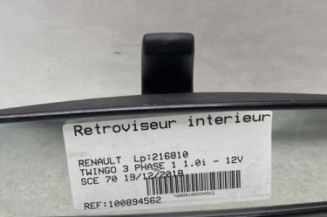 Retroviseur interieur
RENAULT Lp:216810
TWINGO 3 PHASE 1 1.0i - 12V
SCE 70 19/12/2018
100000100894562
REF:100894562